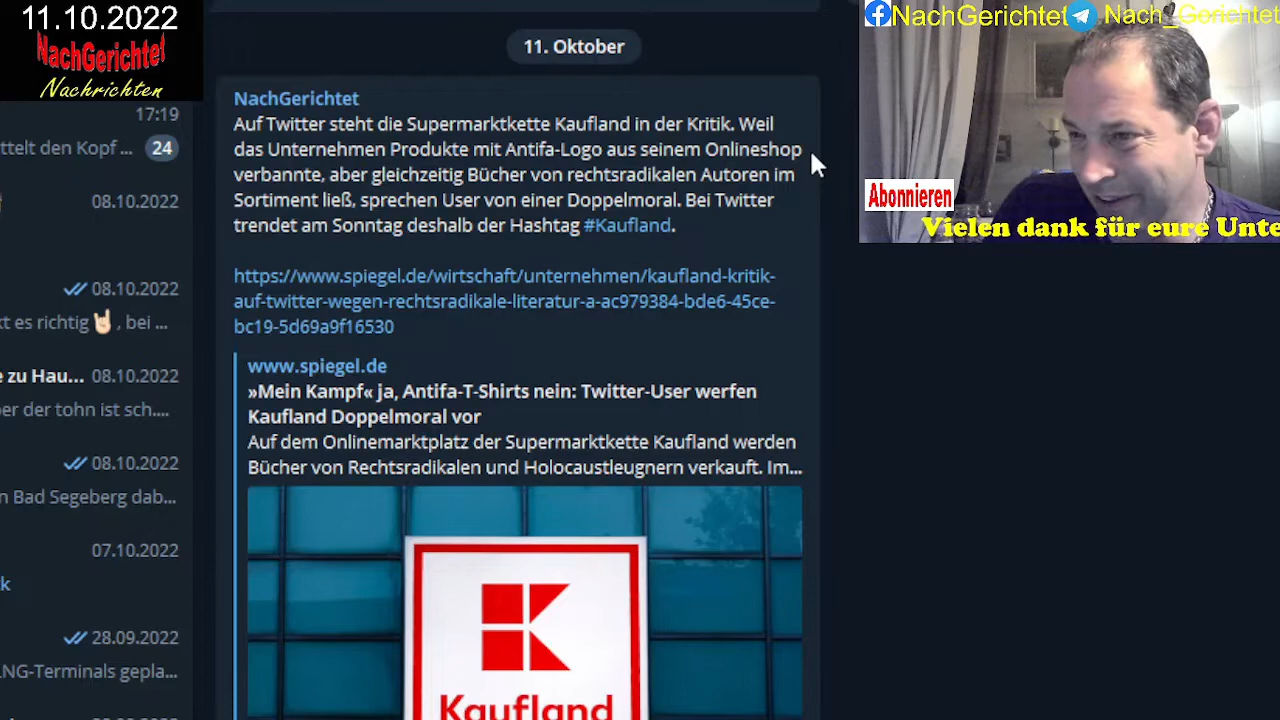 11.10.2022
NachGerichtet
Nachrichten
17:19
ttelt den Kopf ... 24
08.10.2022
08.10.2022
kt es richtig🤘🏻, bei ...
e zu Hau... 08.10.2022
ber der tohn ist sch....
08.10.2022
n Bad Segeberg dab...
07.10.2022
k
28.09.2022
LNG-Terminals gepla...
11. Oktober
NachGerichtet
Auf Twitter steht die Supermarktkette Kaufland in der Kritik. Weil
das Unternehmen Produkte mit Antifa-Logo aus seinem Onlineshop
verbannte, aber gleichzeitig Bücher von rechtsradikalen Autoren im
Sortiment ließ, sprechen User von einer Doppelmoral. Bei Twitter
trendet am Sonntag deshalb der Hashtag #Kaufland.
https://www.spiegel.de/wirtschaft/unternehmen/kaufland-kritik-
auf-twitter-wegen-rechtsradikale-literatur-a-ac979384-bde6-45ce-
bc19-5d69a9f16530
www.spiegel.de
»Mein Kampf« ja, Antifa-T-Shirts nein: Twitter-User werfen
Kaufland Doppelmoral vor
Auf dem Onlinemarktplatz der Supermarktkette Kaufland werden
Bücher von Rechtsradikalen und Holocaustleugnern verkauft. Im...
Kaufland
NachGerichtet Nach_Gerichtet
Abonnieren
Vielen dank für eure Unte